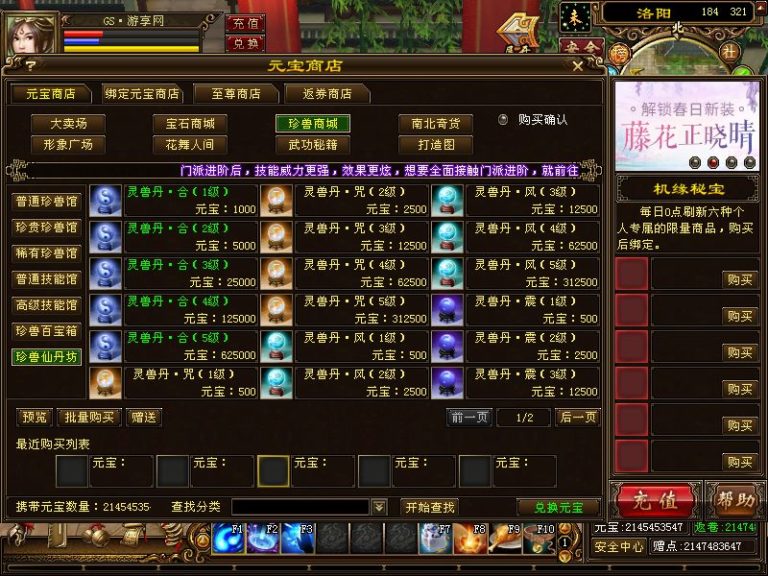 GS·游享网
充值
兑换
未
洛阳
184 321
北
安全
社
?
元宝商店
元宝商店
绑定元宝商店
至尊商店
返券商店
大卖场
宝石商城
珍兽商城
南北奇货
购买确认
形象广场
花舞人间
武功秘籍
打造图
门派进阶后，技能威力更强，效果更炫，想要全面接触门派进阶，就前往
普通珍兽馆
珍贵珍兽馆
稀有珍兽馆
普通技能馆
高级技能馆
珍兽百宝箱
珍兽仙丹坊
灵兽丹·合（1级）
元宝：1000
灵兽丹·咒（2级）
元宝：2500
灵兽丹·风（3级）
元宝：12500
灵兽丹·合（2级）
元宝：5000
灵兽丹·咒（3级）
元宝：12500
灵兽丹·风（4级）
元宝：62500
灵兽丹·合（3级）
元宝：25000
灵兽丹·咒（4级）
元宝：62500
灵兽丹·风（5级）
元宝：312500
灵兽丹·合（4级）
元宝：125000
灵兽丹·咒（5级）
元宝：312500
灵兽丹·震（1级）
元宝：500
灵兽丹·合（5级）
元宝：625000
灵兽丹·风（1级）
元宝：500
灵兽丹·震（2级）
元宝：2500
灵兽丹·咒（1级）
元宝：500
灵兽丹·风（2级）
元宝：2500
灵兽丹·震（3级）
元宝：12500
预览
批量购买
赠送
前一页
1/2
后一页
最近购买列表
元宝：
元宝：
元宝：
元宝：
元宝：
携带元宝数量：21454535
查找分类
开始查找
兑换元宝
解锁春日新装
藤花正晓晴
机缘秘宝
每日0点刷新六种个
人专属的限量商品，购买
后绑定。
购买
购买
购买
购买
购买
购买
充值
帮助
F1
F2
F3
F7
F8
F9
F10
1
元宝：2145453547
返卷：21474
安全中心
赠点：2147483647